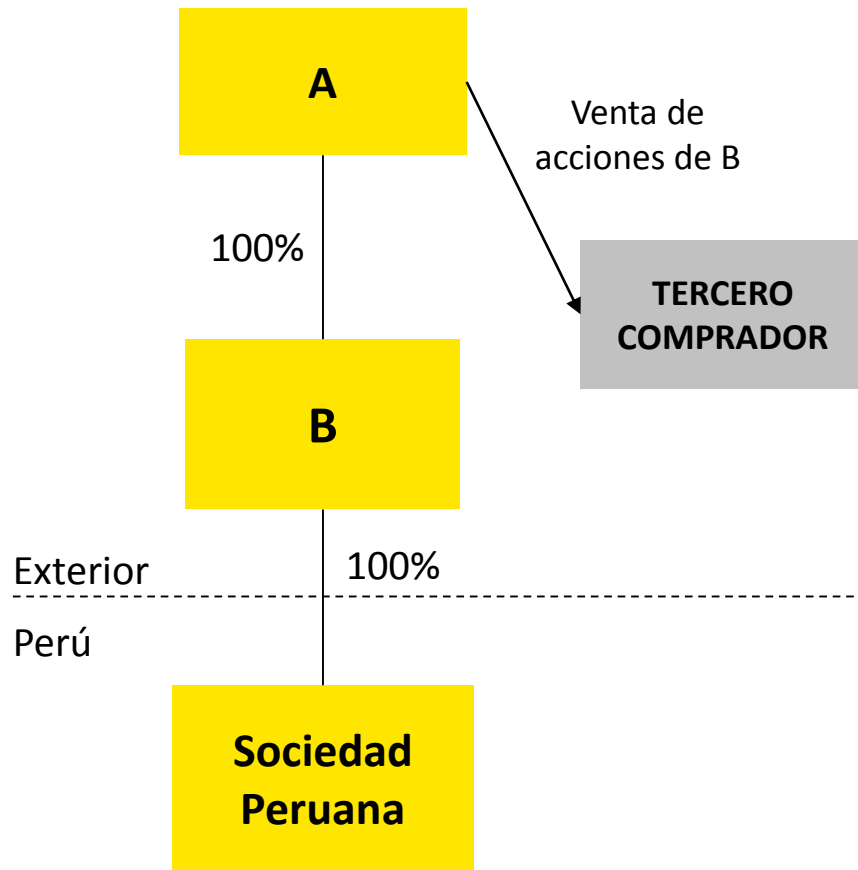 A
Venta de
acciones de B
100%
TERCERO
COMPRADOR
B
Exterior
100%
Perú
Sociedad
Peruana